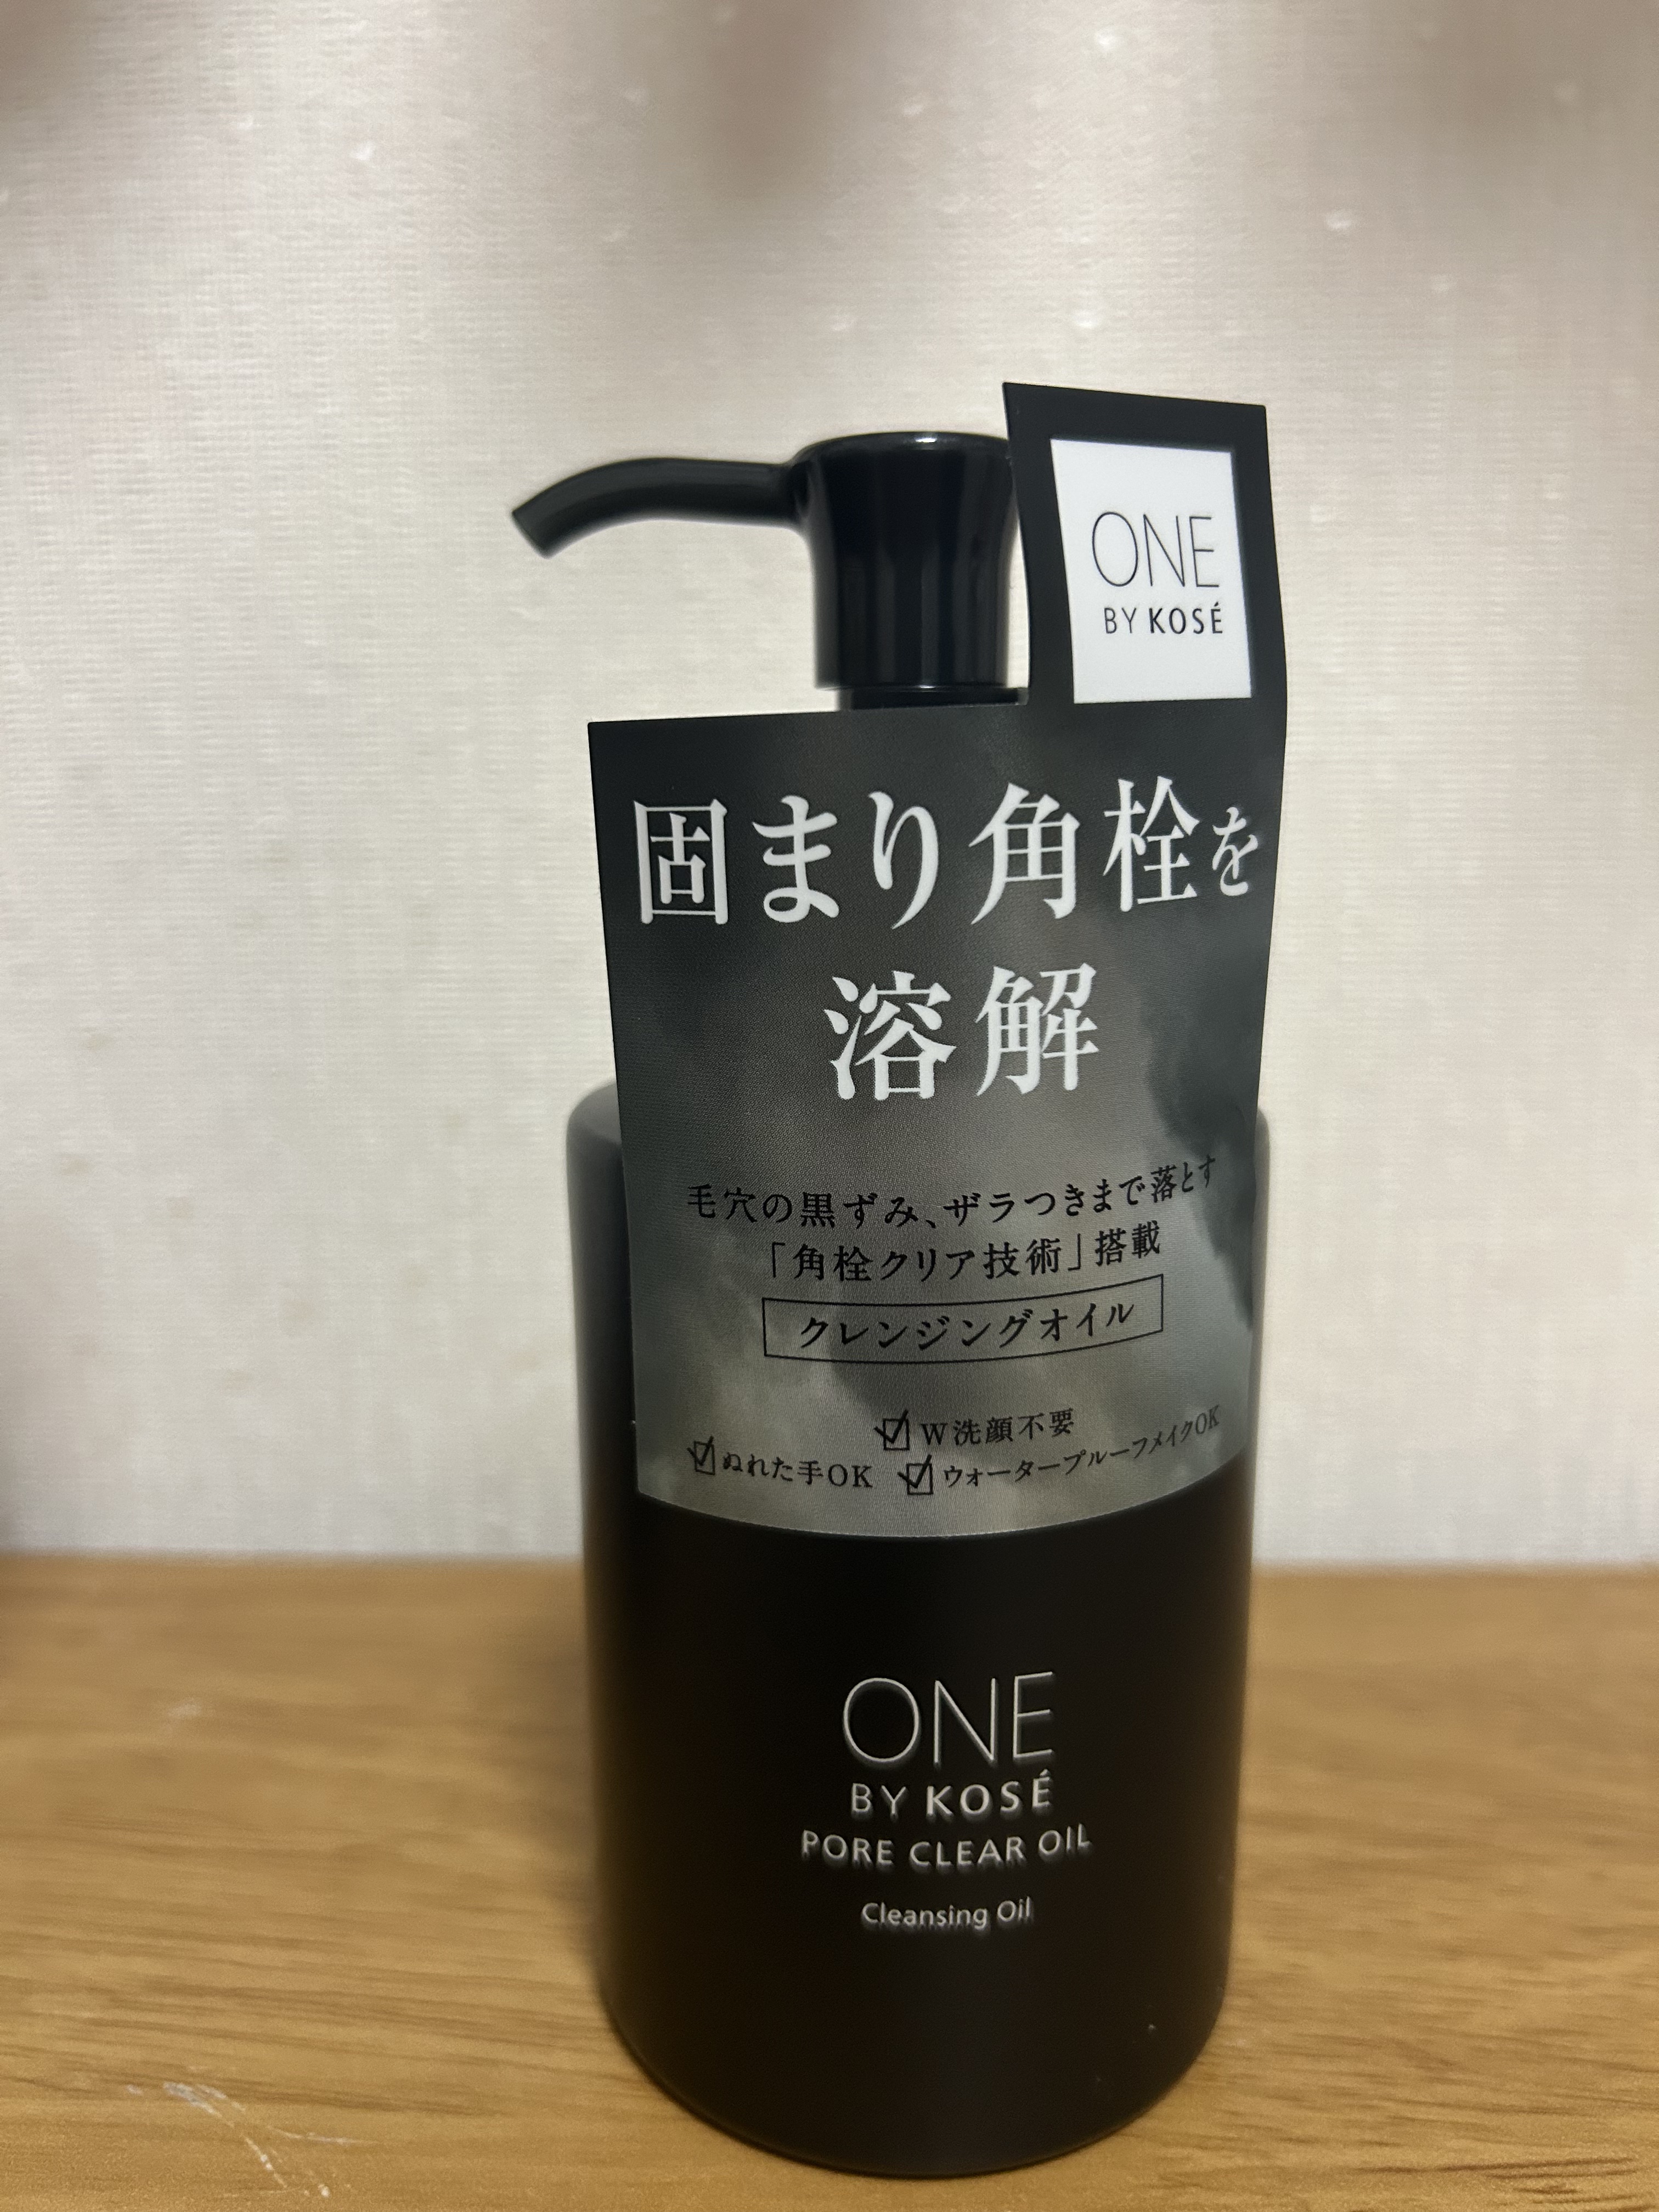 ONE
BY KOSÉ
固まり角栓を
溶解
毛穴の黒ずみ、ザラつきまで落とす
「角栓クリア技術」搭載
クレンジングオイル
W洗顔不要
ぬれた手OK ウォータープルーフメイクOK
ONE
BY KOSÉ
PORE CLEAR OIL
Cleansing Oil